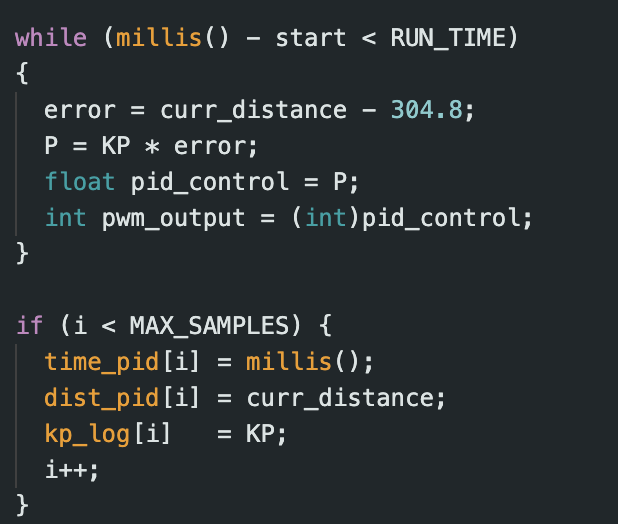 while (millis() - start < RUN_TIME)
{
  error = curr_distance - 304.8;
  P = KP * error;
  float pid_control = P;
  int pwm_output = (int)pid_control;
}

if (i < MAX_SAMPLES) {
  time_pid[i] = millis();
  dist_pid[i] = curr_distance;
  kp_log[i]   = KP;
  i++;
}